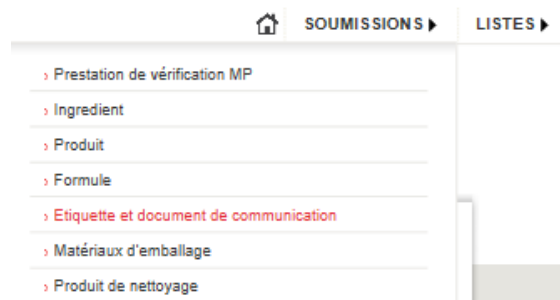 SOUMISSIONS LISTES
Prestation de vérification MP
Ingredient
Produit
Formule
Etiquette et document de communication
Matériaux d'emballage
Produit de nettoyage